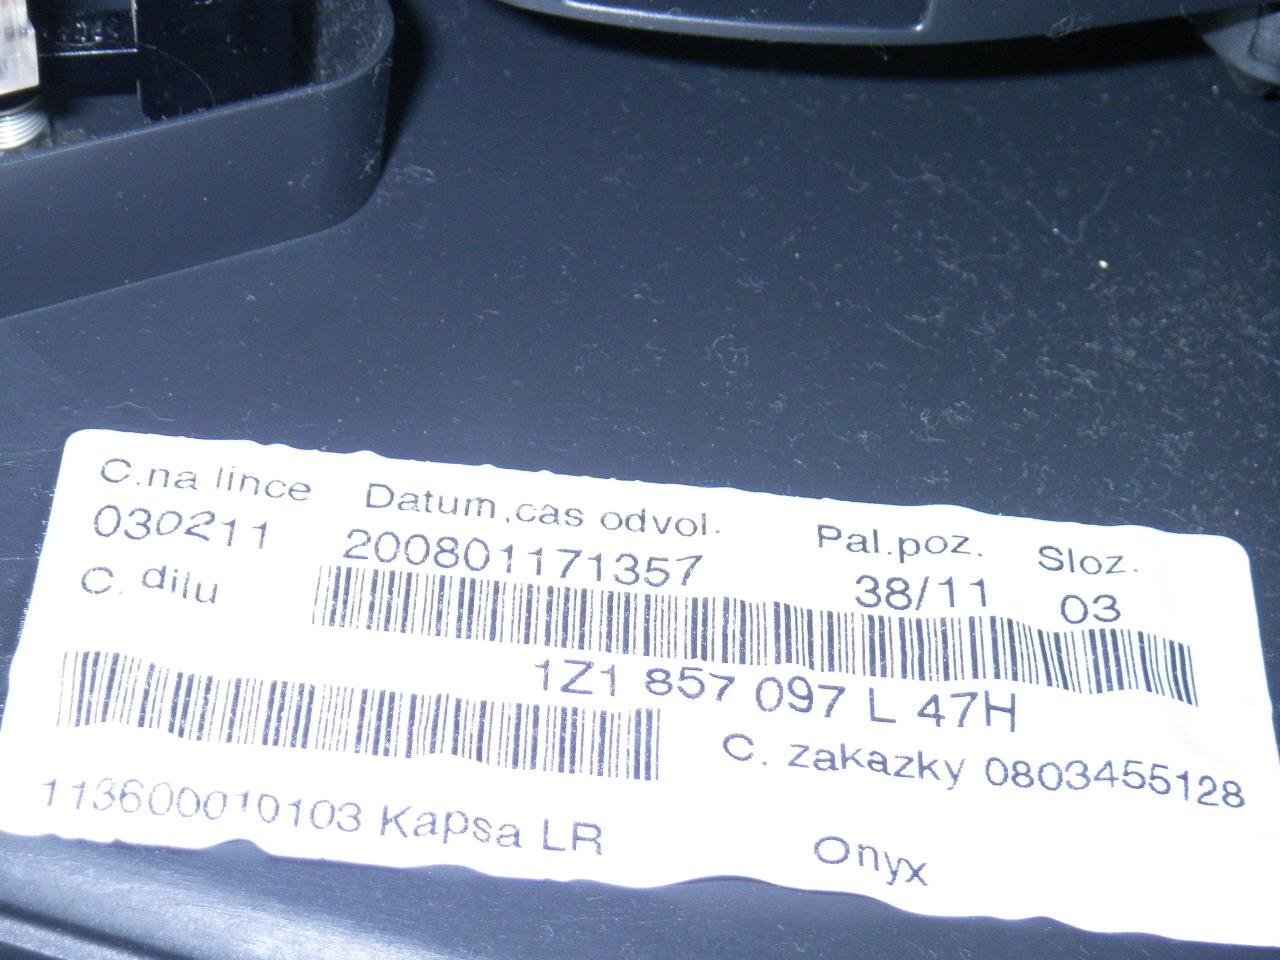 C.na lince Datum,cas odvol. Pal.poz. Sloz.
030211 200801171357 38/11 03
C. dilu
1Z1 857 097 L 47H
C. zakazky 0803455128
113600010103 Kapsa LR Onyx